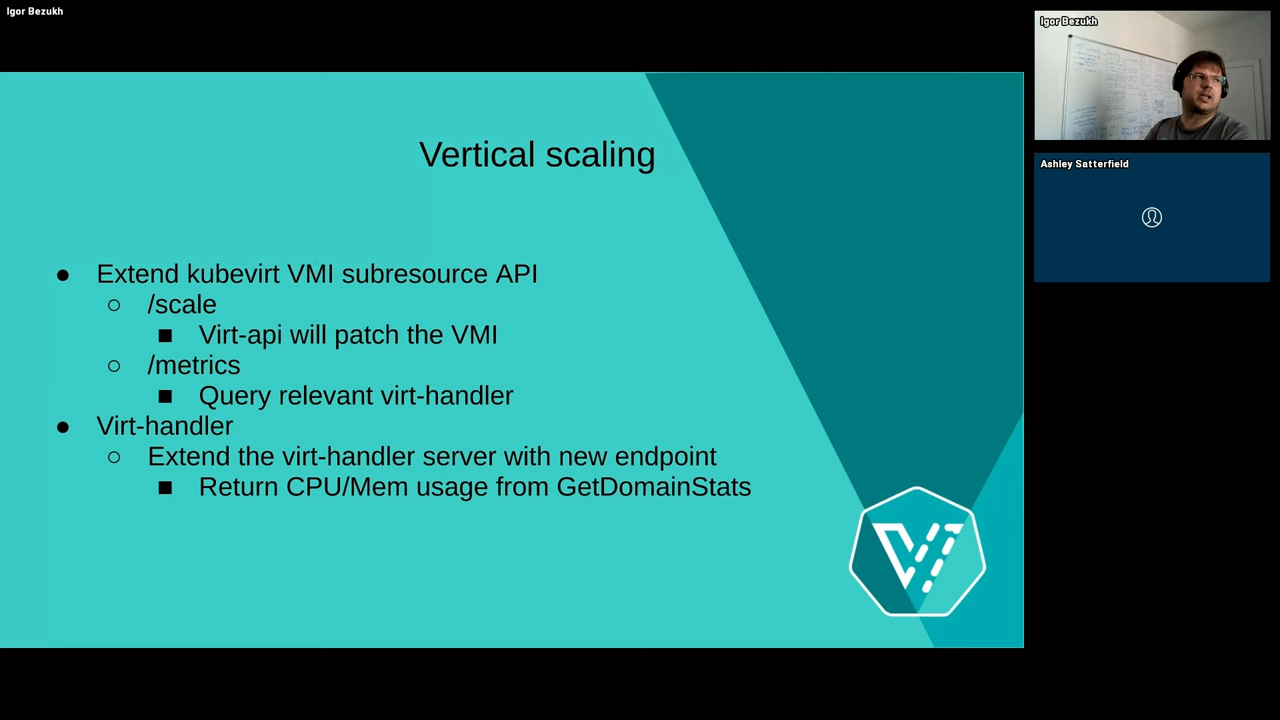 Igor Bezukh
Vertical scaling
● Extend kubevirt VMI subresource API
○ /scale
■ Virt-api will patch the VMI
○ /metrics
■ Query relevant virt-handler
● Virt-handler
○ Extend the virt-handler server with new endpoint
■ Return CPU/Mem usage from GetDomainStats
Igor Bezukh
Ashley Satterfield